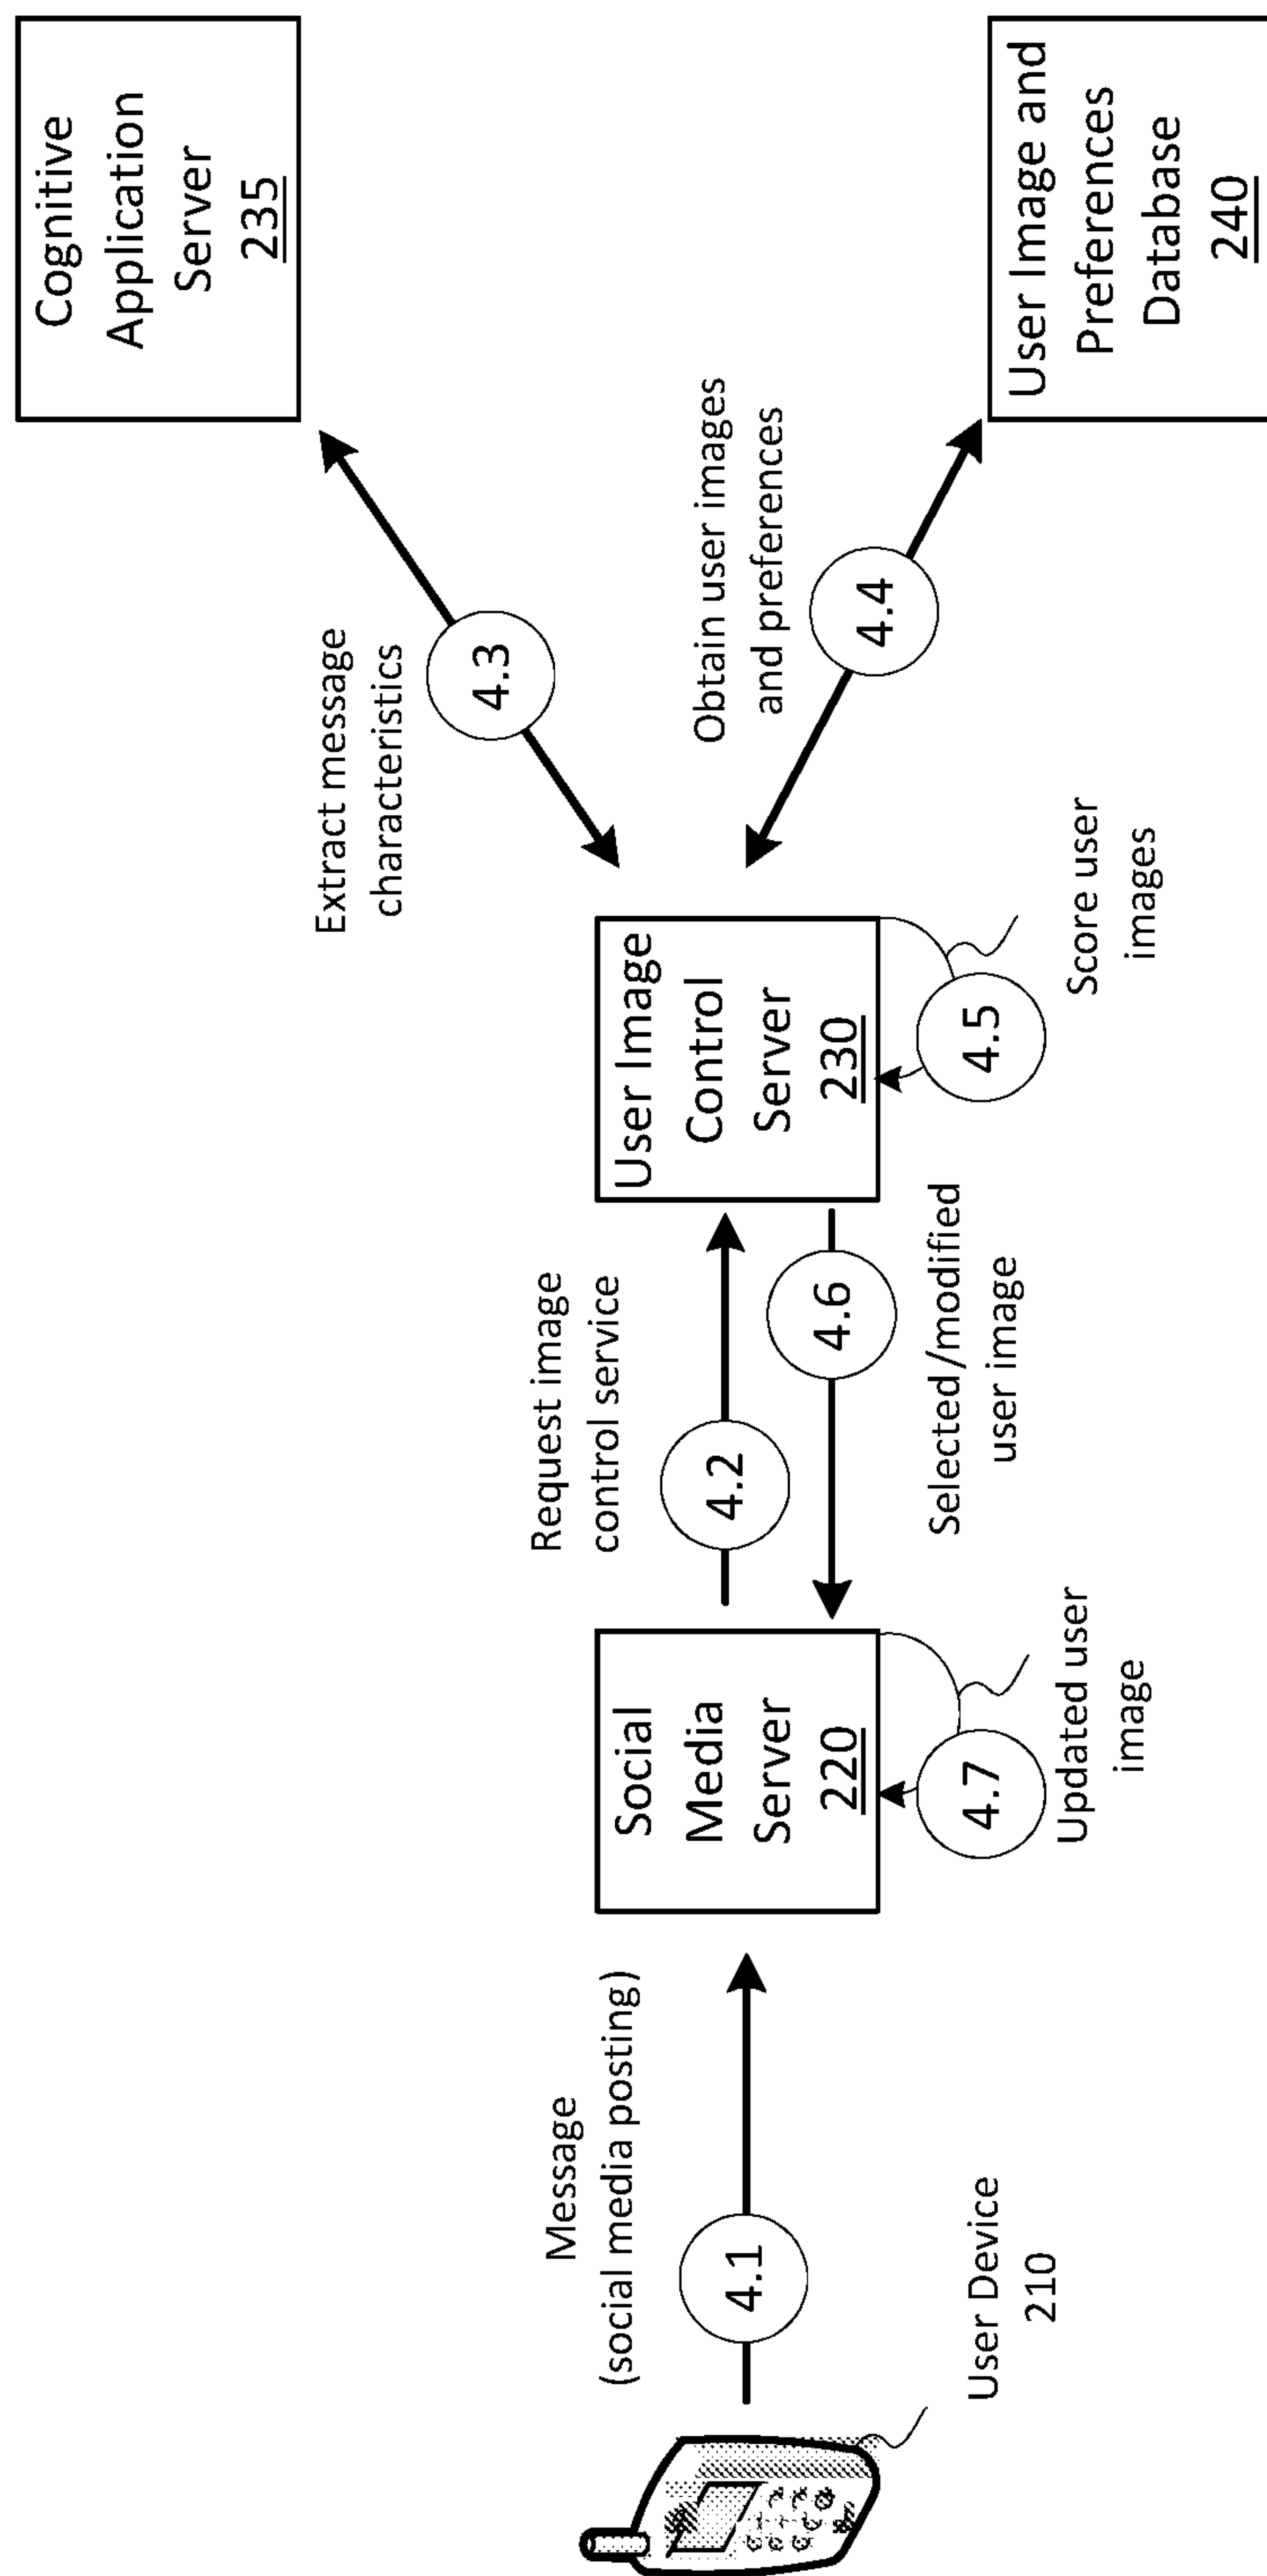 Message
(social media posting)
4.1
User Device
210
Social
Media
Server
220
4.7
Updated user
image
Request image
control service
4.2
4.6
Selected/modified
user image
User Image
Control
Server
230
4.5
Score user
images
Extract message
characteristics
4.3
Obtain user images
and preferences
4.4
Cognitive
Application
Server
235
User Image and
Preferences
Database
240